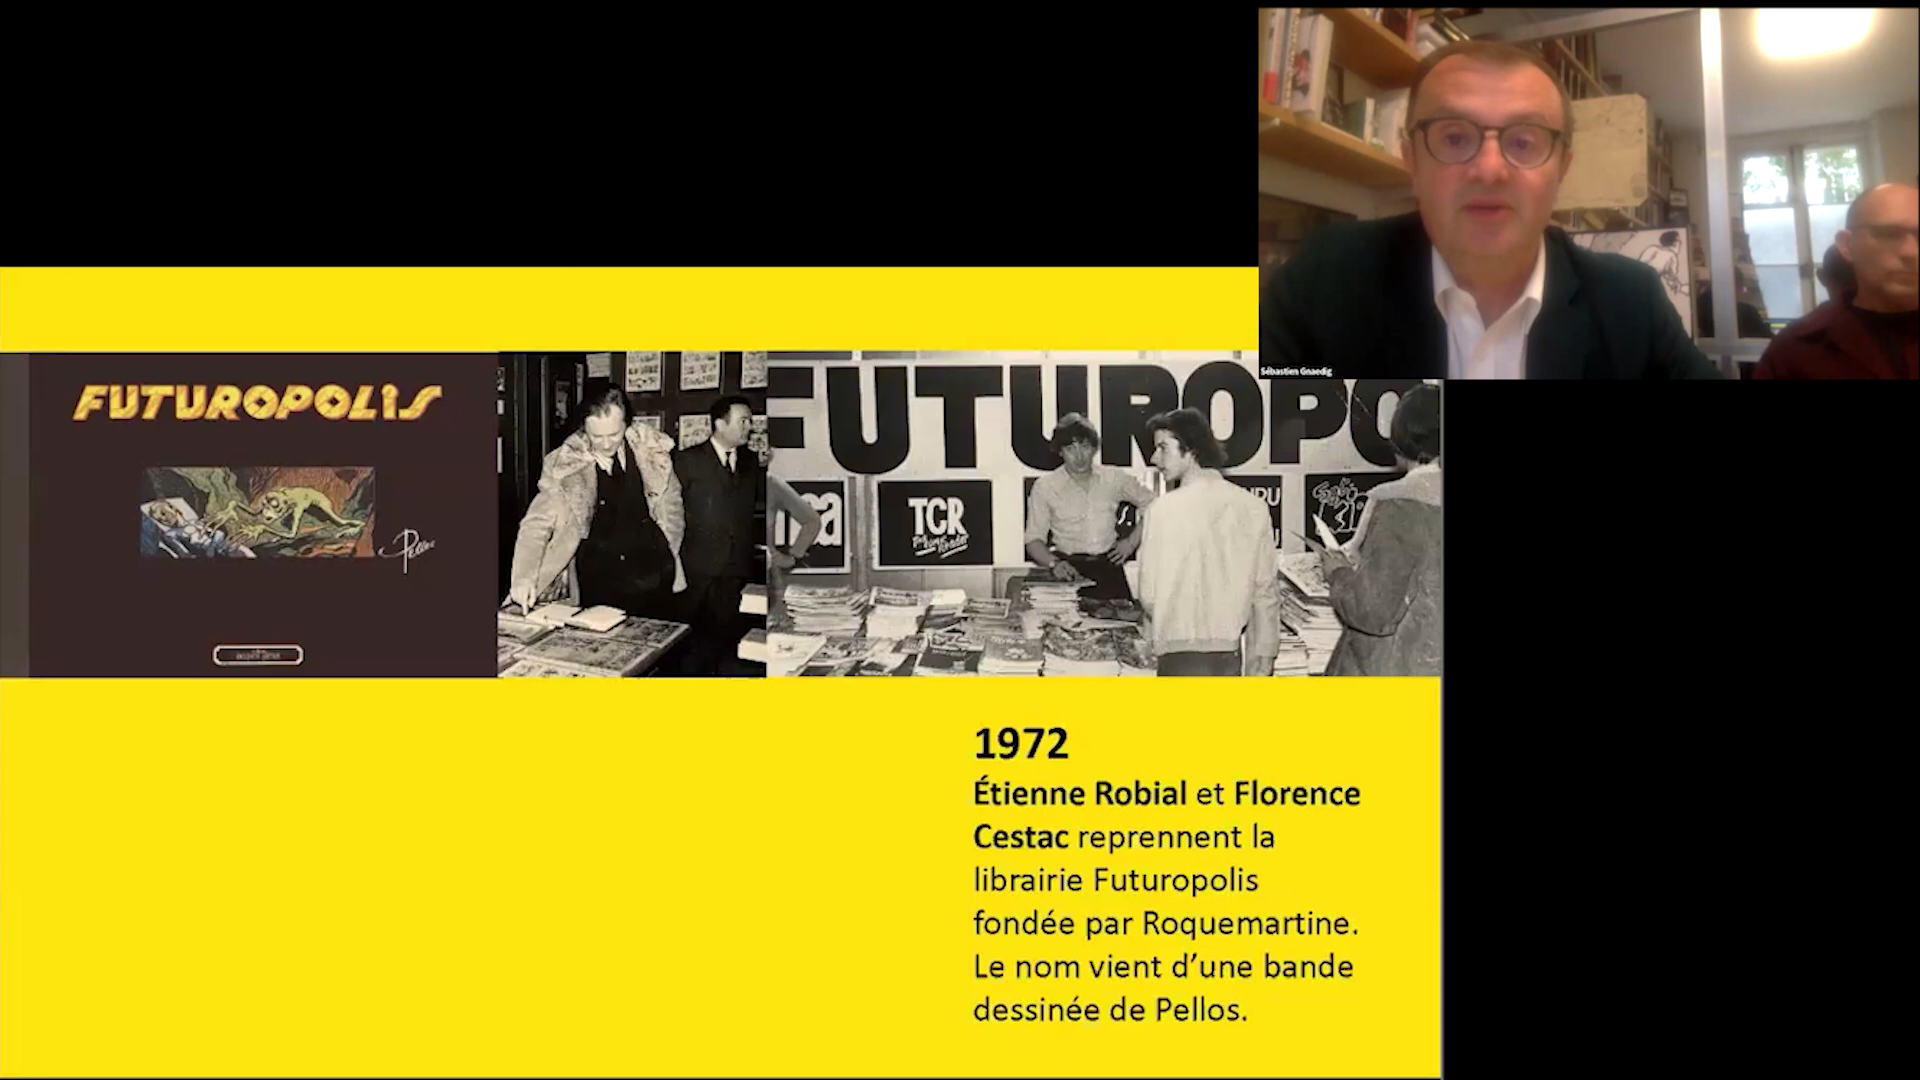 Sébastien Gnaedig
FUTUROPOLIS
Pellos
FUTUROPO
TCR
1972
Étienne Robial et Florence
Cestac reprennent la
librairie Futuropolis
fondée par Roquemartine.
Le nom vient d’une bande
dessinée de Pellos.